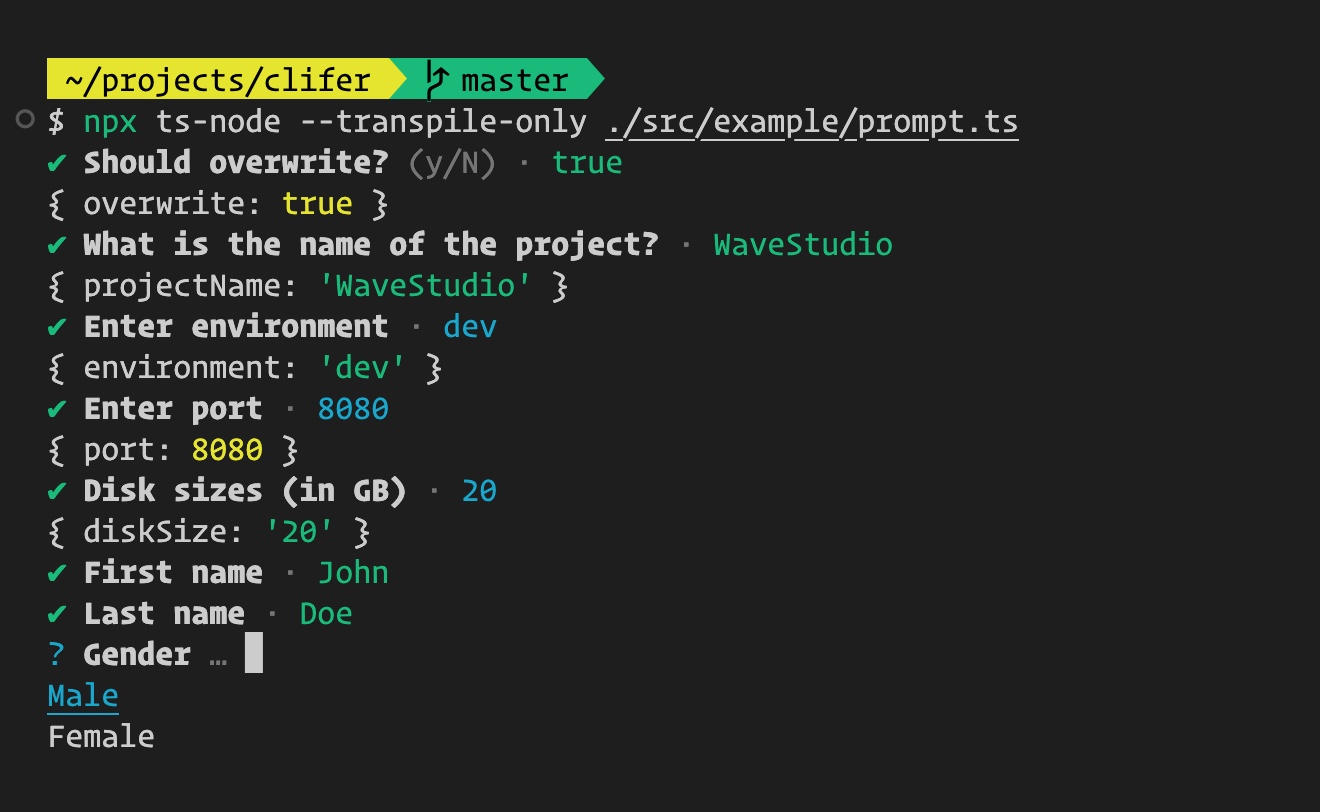 ~/projects/clifer master
$ npx ts-node --transpile-only ./src/example/prompt.ts
✔ Should overwrite? (y/N) · true
{ overwrite: true }
✔ What is the name of the project? · WaveStudio
{ projectName: 'WaveStudio' }
✔ Enter environment · dev
{ environment: 'dev' }
✔ Enter port · 8080
{ port: 8080 }
✔ Disk sizes (in GB) · 20
{ diskSize: '20' }
✔ First name · John
✔ Last name · Doe
? Gender …
Male
Female